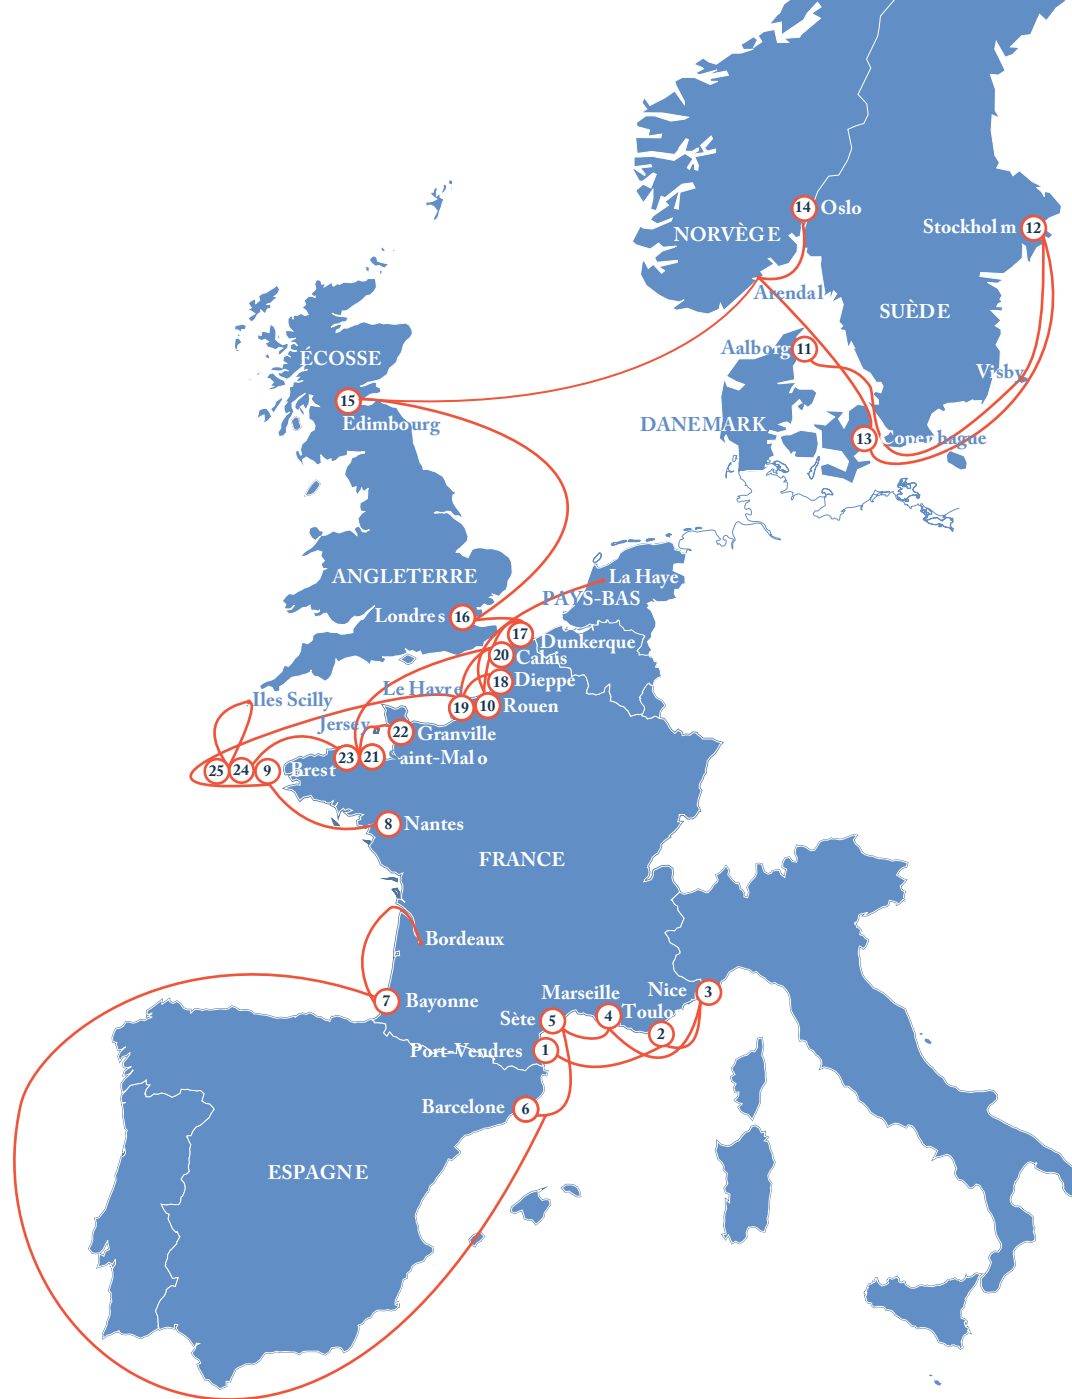 14 Oslo
Stockholm 12
NORVÈGE
Arendal
SUÈDE
Aalborg 11
ÉCOSSE
Visby
15
Edimbourg
DANEMARK
13 Copenhague
ANGLETERRE
La Haye
PAYS-BAS
Londres 16
17
Dunkerque
20 Calais
18 Dieppe
Le Havre
19 10 Rouen
Iles Scilly
Jersey
22 Granville
23 21 aint-Malo
25 24 9 Brest
8 Nantes
FRANCE
Bordeaux
Nice 3
Marseille
7 Bayonne
Sète 5 4 Toulo
2
Port-Vendres 1
Barcelone 6
ESPAGNE